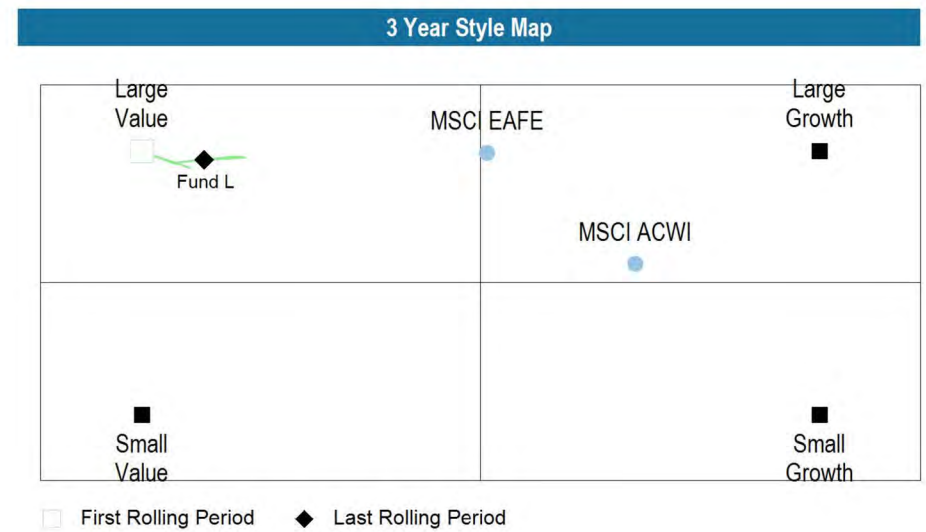 3 Year Style Map
Large
Value
MSCI EAFE
Large
Growth
Fund L
MSCI ACWI
Small
Value
Small
Growth
First Rolling Period
Last Rolling Period